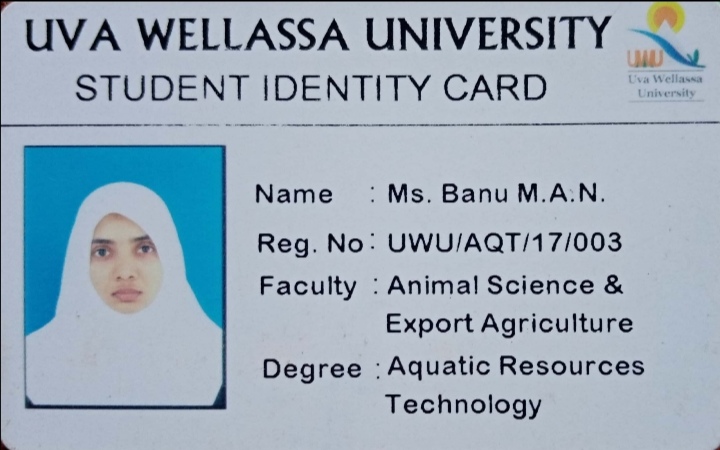 UVA WELLASSA UNIVERSITY
STUDENT IDENTITY CARD
UWU
Uva Wellassa
University
Name : Ms. Banu M.A.N.
Reg. No : UWU/AQT/17/003
Faculty : Animal Science &
Export Agriculture
Degree : Aquatic Resources
Technology